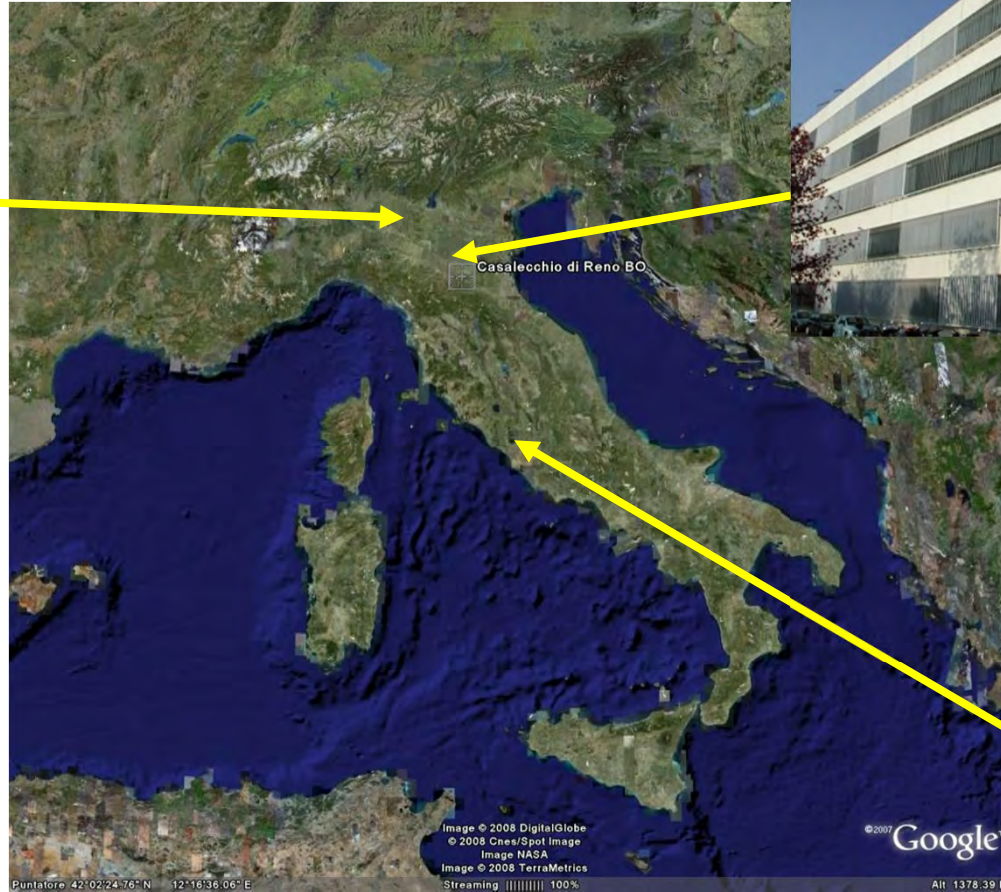 Casalecchio di Reno BO
Image © 2008 DigitalGlobe
© 2008 Cnes/Spot Image
Image NASA
Image © 2008 TerraMetrics
©2007 Google
Puntatore 42°02'24.76" N 12°16'36.06" E
Streaming |||||||||| 100%
Alt 1378.39